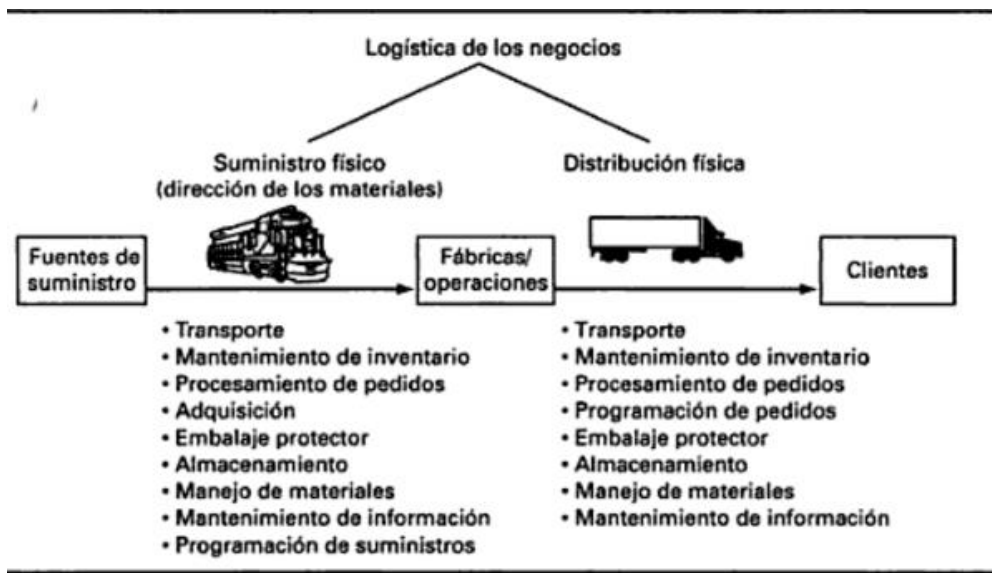 Logística de los negocios
Suministro físico
(dirección de los materiales)
Distribución física
Fuentes de
suministro
Fábricas/
operaciones
Clientes
• Transporte
• Mantenimiento de inventario
• Procesamiento de pedidos
• Adquisición
• Embalaje protector
• Almacenamiento
• Manejo de materiales
• Mantenimiento de información
• Programación de suministros
• Transporte
• Mantenimiento de inventario
• Procesamiento de pedidos
• Programación de pedidos
• Embalaje protector
• Almacenamiento
• Manejo de materiales
• Mantenimiento de información